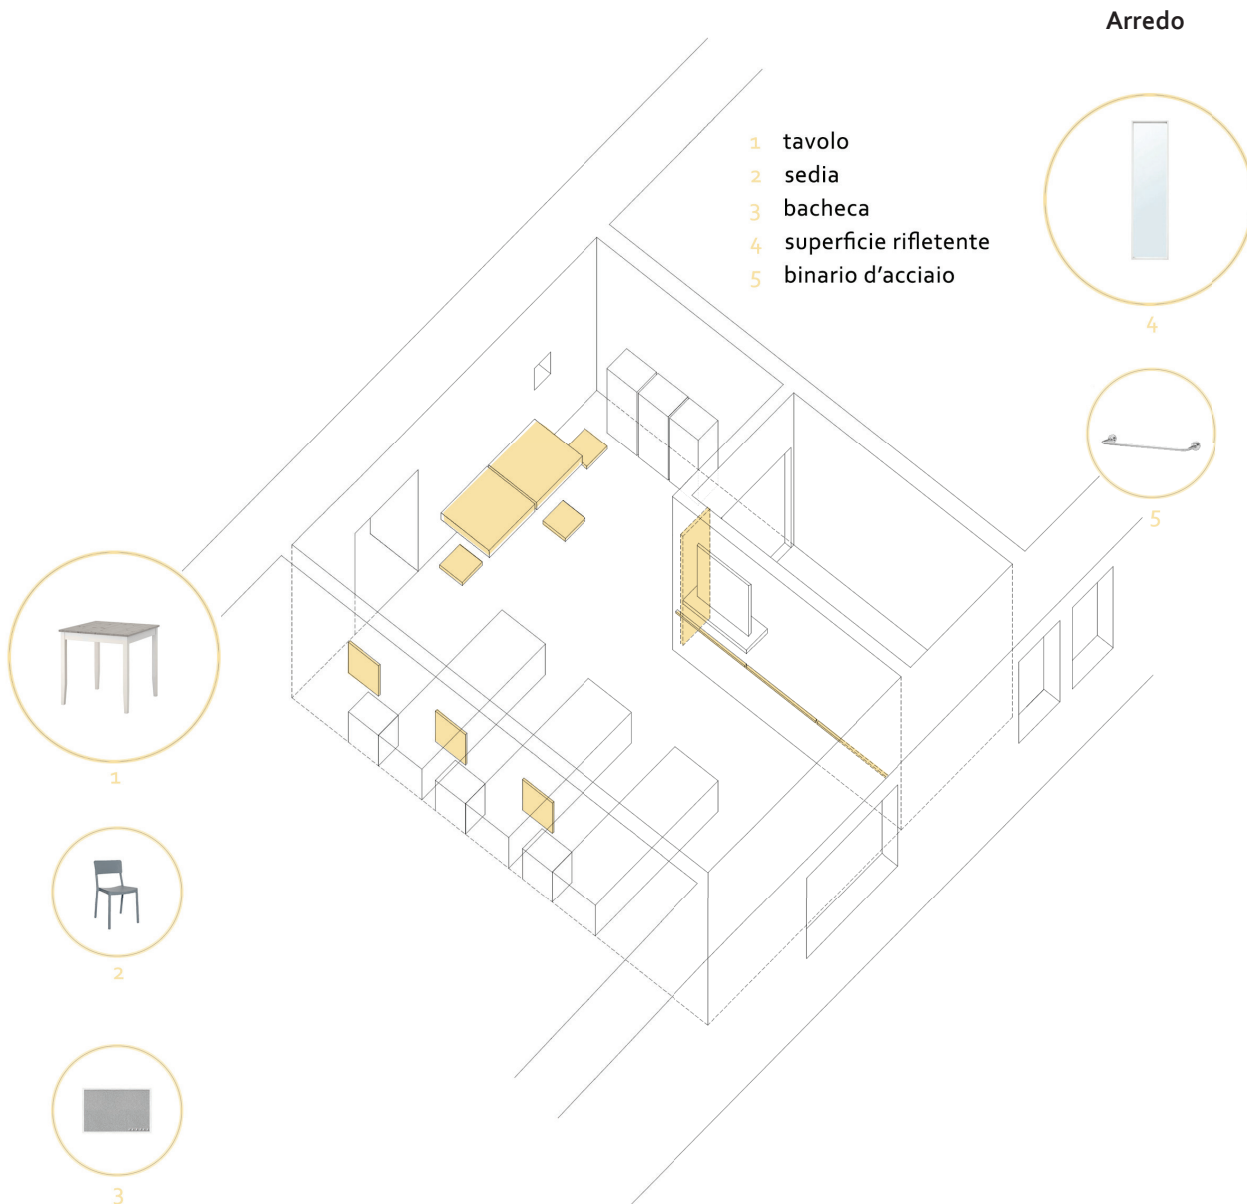 Arredo
1 tavolo
2 sedia
3 bacheca
4 superficie rifletente
5 binario d'acciaio
4
5
1
2
3